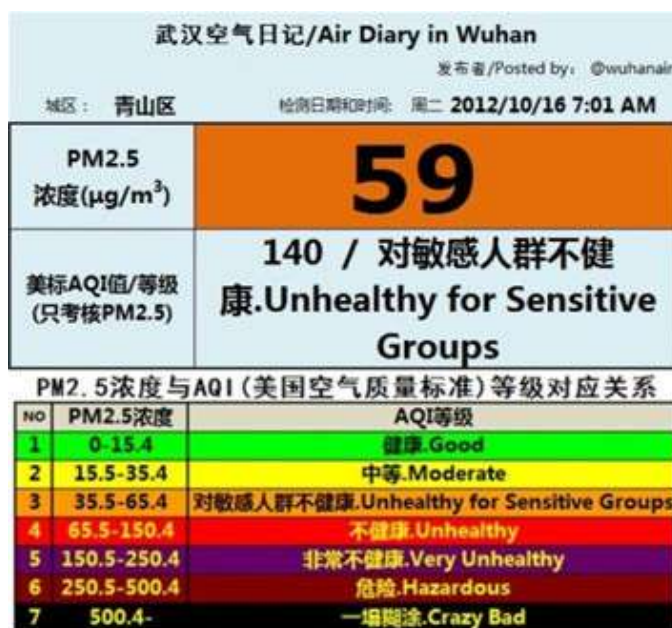 武汉空气日记/Air Diary in Wuhan
发布者/Posted by: @wuhanair
城区： 青山区 检测日期和时间: 周二 2012/10/16 7:01 AM
PM2.5
浓度(μg/m³)
59
美标AQI值/等级
(只考核PM2.5)
140 / 对敏感人群不健
康.Unhealthy for Sensitive
Groups
PM2.5浓度与AQI(美国空气质量标准)等级对应关系
NO PM2.5浓度 AQI等级
1 0-15.4 健康.Good
2 15.5-35.4 中等.Moderate
3 35.5-65.4 对敏感人群不健康.Unhealthy for Sensitive Groups
4 65.5-150.4 不健康.Unhealthy
5 150.5-250.4 非常不健康.Very Unhealthy
6 250.5-500.4 危险.Hazardous
7 500.4- 一塌糊涂.Crazy Bad